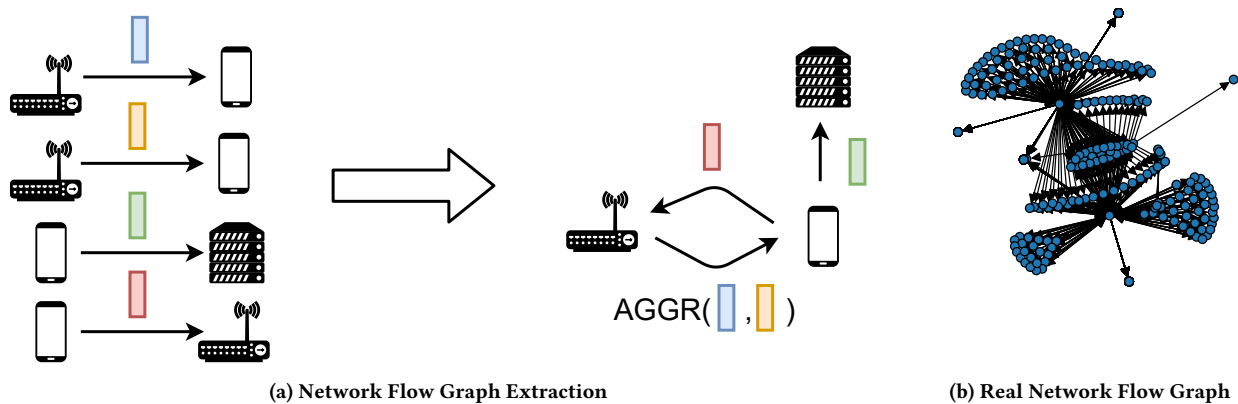 AGGR( , )
(a) Network Flow Graph Extraction
(b) Real Network Flow Graph